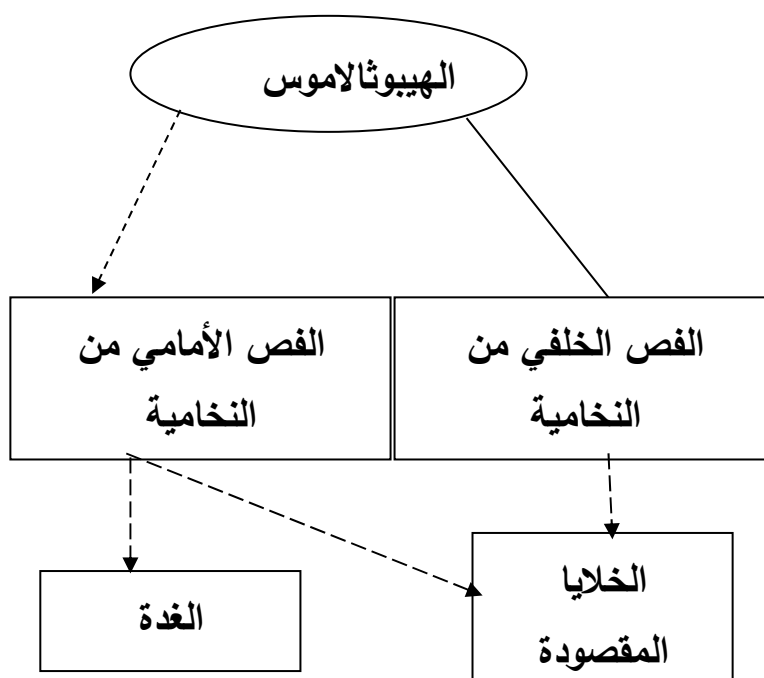 الهيبوثالاموس
الفص الخلفي من
النخامية
الفص الأمامي من
النخامية
الخلايا
المقصودة
الغدة